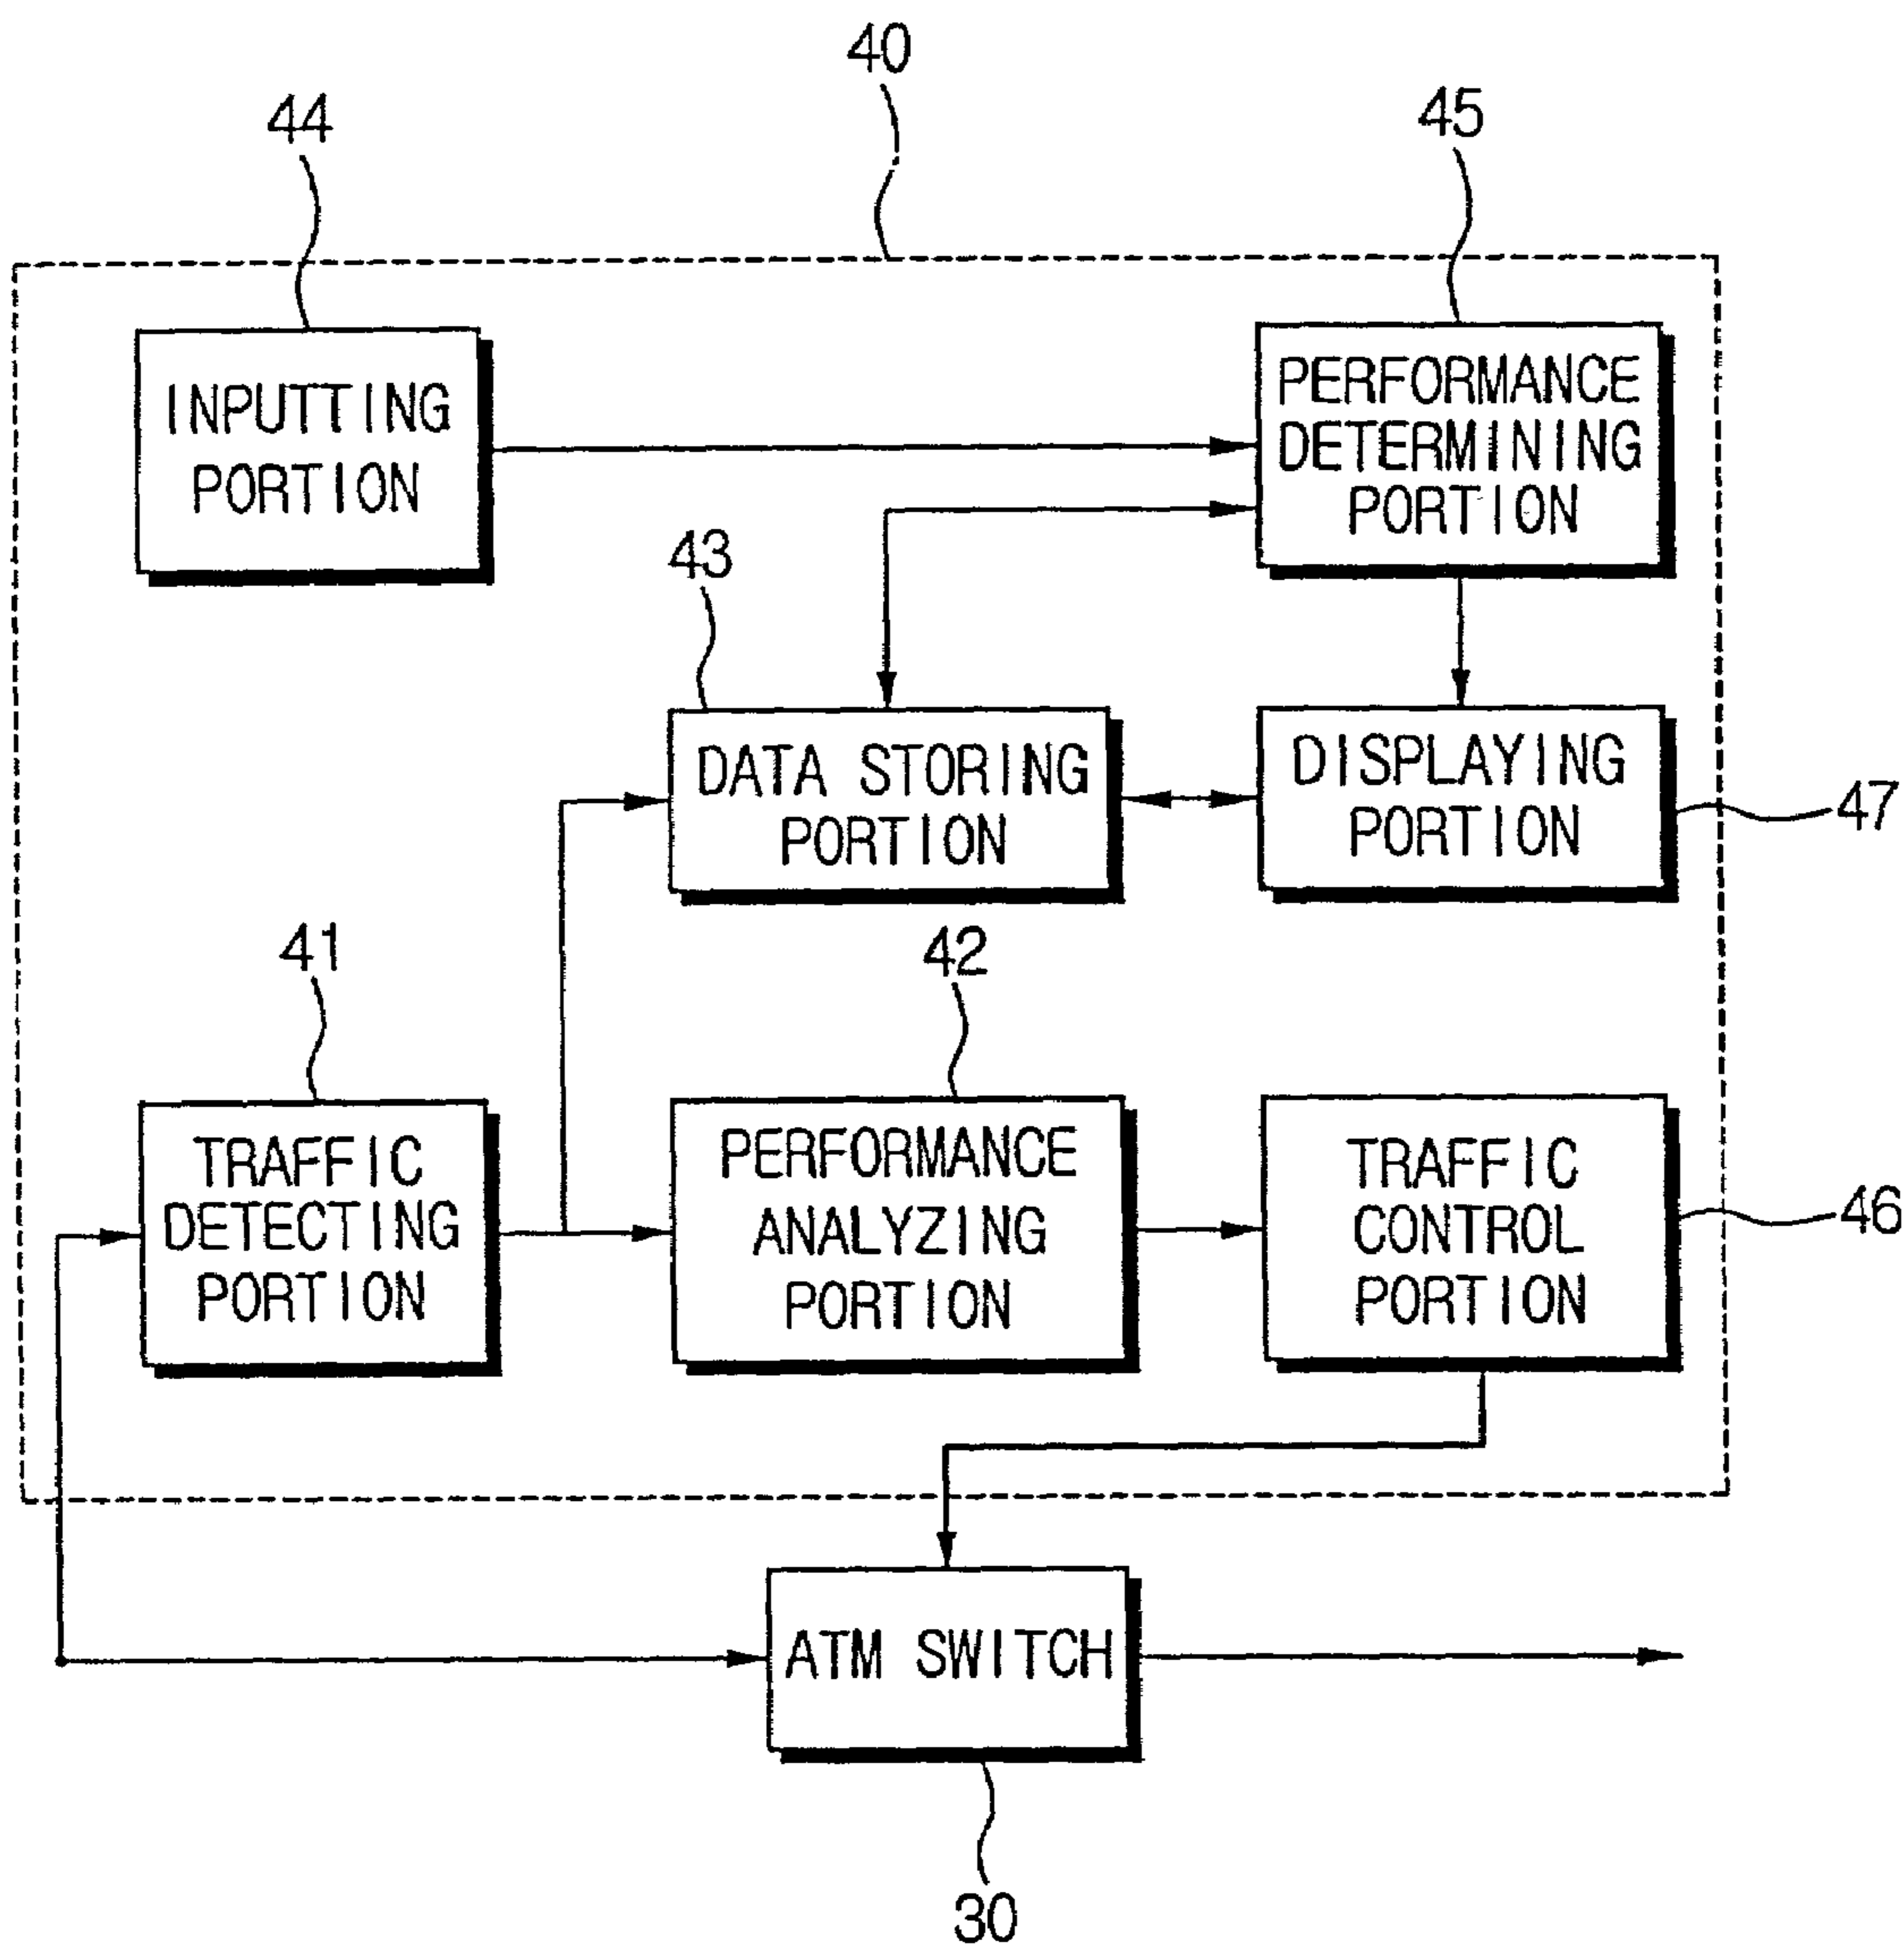 40
44
45
INPUTTING
PORTION
PERFORMANCE
DETERMINING
PORTION
43
DATA STORING
PORTION
DISPLAYING
PORTION
47
41
42
TRAFFIC
DETECTING
PORTION
PERFORMANCE
ANALYZING
PORTION
TRAFFIC
CONTROL
PORTION
46
ATM SWITCH
30